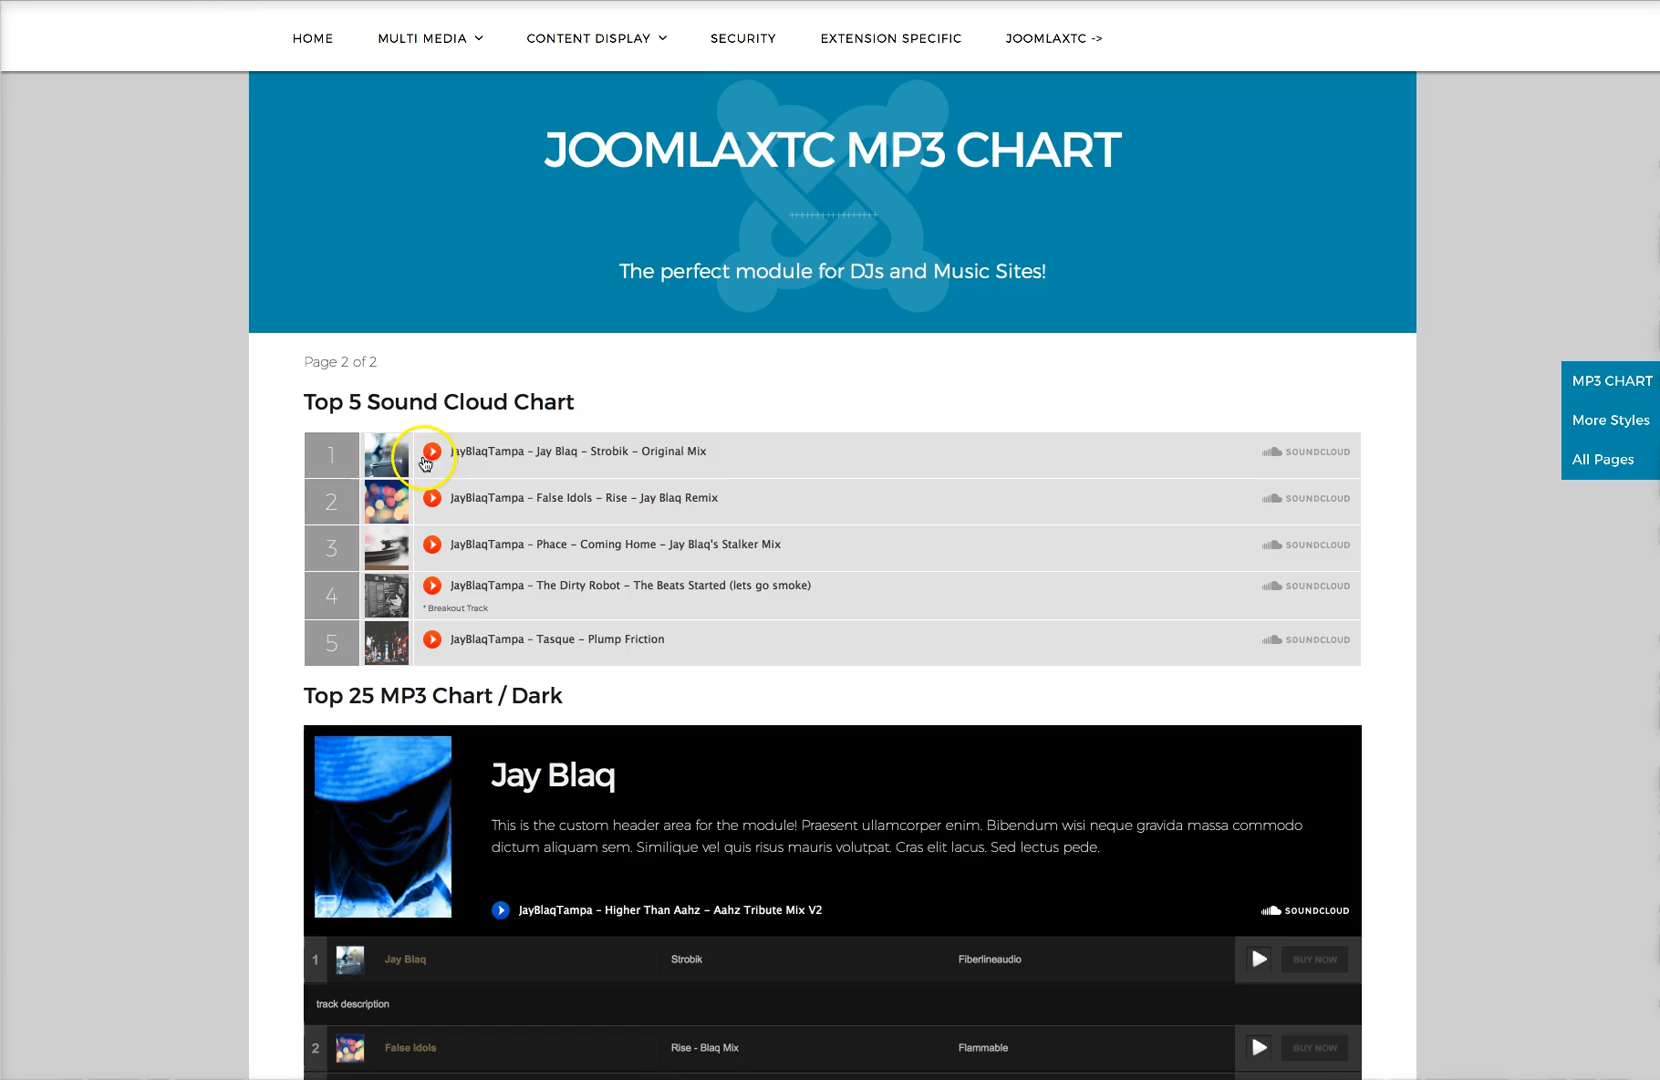 HOME MULTI MEDIA CONTENT DISPLAY SECURITY EXTENSION SPECIFIC JOOMLAXTC ->
JOOMLAXTC MP3 CHART
The perfect module for DJs and Music Sites!
MP3 CHART
More Styles
All Pages
Page 2 of 2
Top 5 Sound Cloud Chart
1 JayBlaqTampa - Jay Blaq - Strobik - Original Mix SOUNDCLOUD
2 JayBlaqTampa - False Idols - Rise - Jay Blaq Remix SOUNDCLOUD
3 JayBlaqTampa - Phace - Coming Home - Jay Blaq's Stalker Mix SOUNDCLOUD
4 JayBlaqTampa - The Dirty Robot - The Beats Started (lets go smoke) SOUNDCLOUD
* Breakout Track
5 JayBlaqTampa - Tasque - Plump Friction SOUNDCLOUD
Top 25 MP3 Chart / Dark
Jay Blaq
This is the custom header area for the module! Praesent ullamcorper enim. Bibendum wisi neque gravida massa commodo
dictum aliquam sem. Similique vel quis risus mauris volutpat. Cras elit lacus. Sed lectus pede.
JayBlaqTampa - Higher Than Aahz - Aahz Tribute Mix V2 SOUNDCLOUD
1 Jay Blaq Strobik Fiberlineaudio BUY NOW
track description
2 False Idols Rise - Blaq Mix Flammable BUY NOW